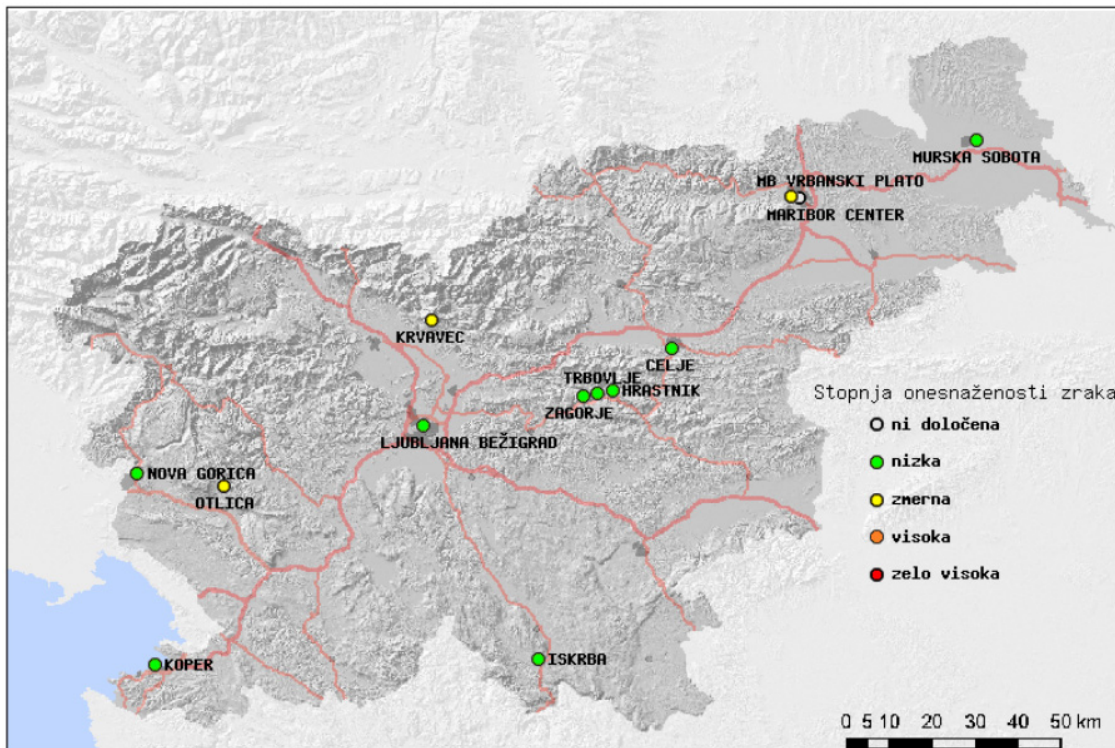 MURSKA SOBOTA
MB VRBANSKI PLATO
MARIBOR CENTER
KRVAVEC
CELJE
TRBOVLJE
HRASTNIK
ZAGORJE
LJUBLJANA BEŽIGRAD
NOVA GORICA
OTLICA
KOPER
ISKRBA
Stopnja onesnaženosti zraka
ni določena
nizka
zmerna
visoka
zelo visoka
0 5 10 20 30 40 50 km